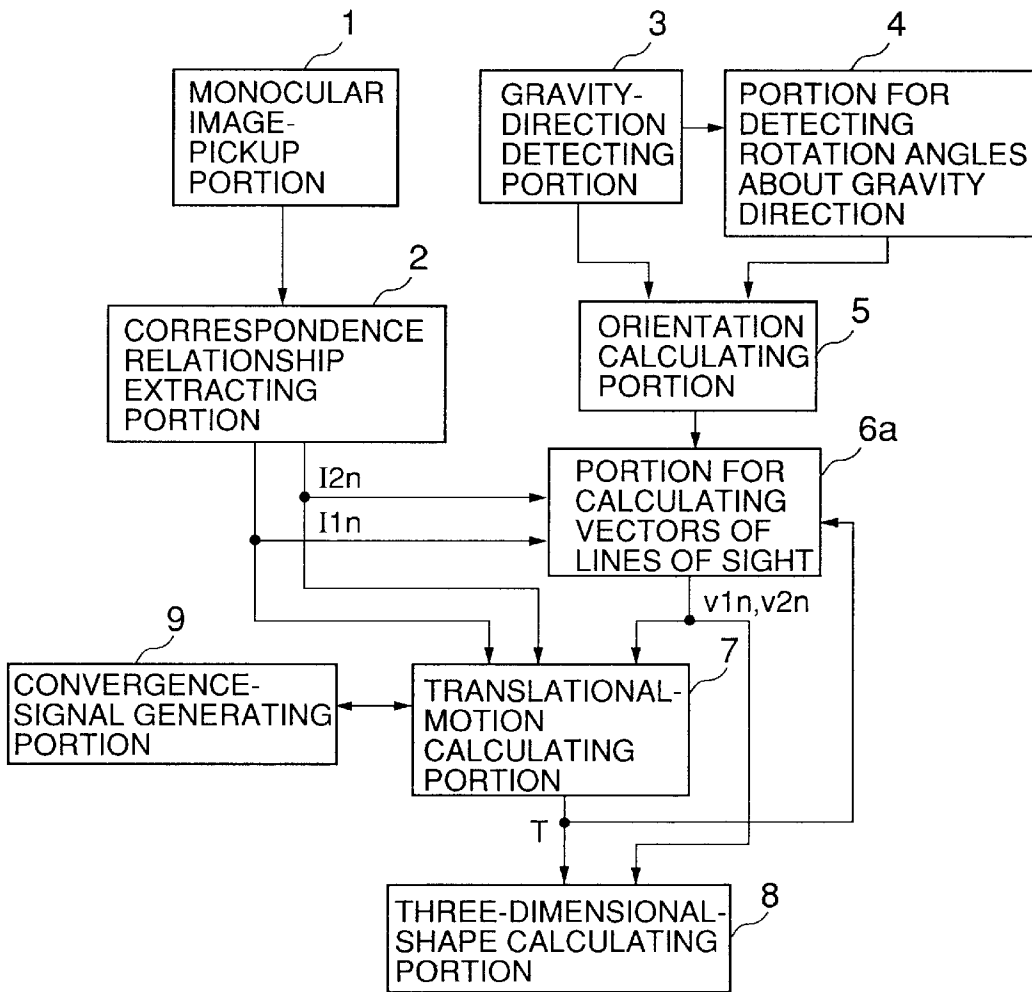 1
MONOCULAR
IMAGE-
PICKUP
PORTION
3
GRAVITY-
DIRECTION
DETECTING
PORTION
4
PORTION FOR
DETECTING
ROTATION ANGLES
ABOUT GRAVITY
DIRECTION
2
CORRESPONDENCE
RELATIONSHIP
EXTRACTING
PORTION
5
ORIENTATION
CALCULATING
PORTION
6a
PORTION FOR
CALCULATING
VECTORS OF
LINES OF SIGHT
I2n
I1n
v1n,v2n
9
CONVERGENCE-
SIGNAL GENERATING
PORTION
7
TRANSLATIONAL-
MOTION
CALCULATING
PORTION
T
8
THREE-DIMENSIONAL-
SHAPE CALCULATING
PORTION